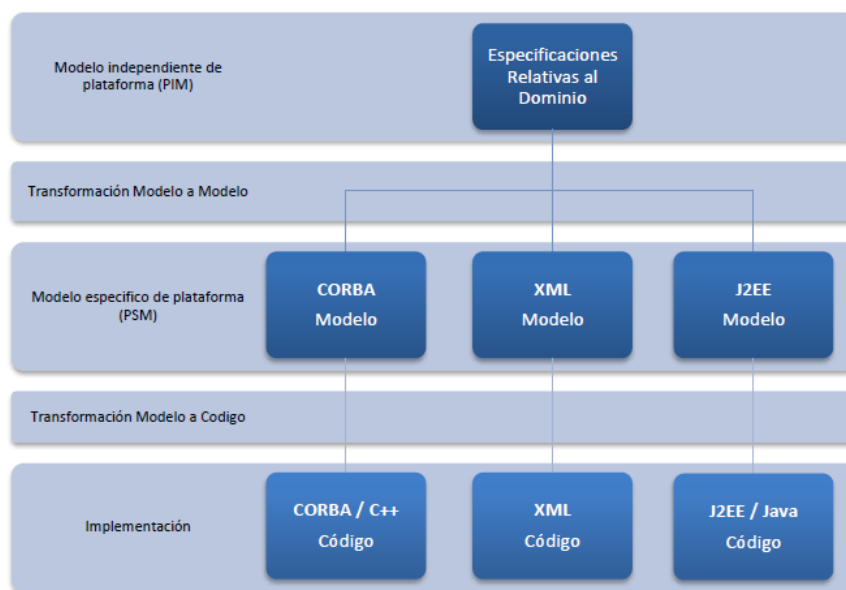 Modelo independiente de
plataforma (PIM)
Especificaciones
Relativas al
Dominio
Transformación Modelo a Modelo
Modelo especifico de plataforma
(PSM)
CORBA
Modelo
XML
Modelo
J2EE
Modelo
Transformación Modelo a Codigo
Implementación
CORBA / C++
Código
XML
Código
J2EE / Java
Código